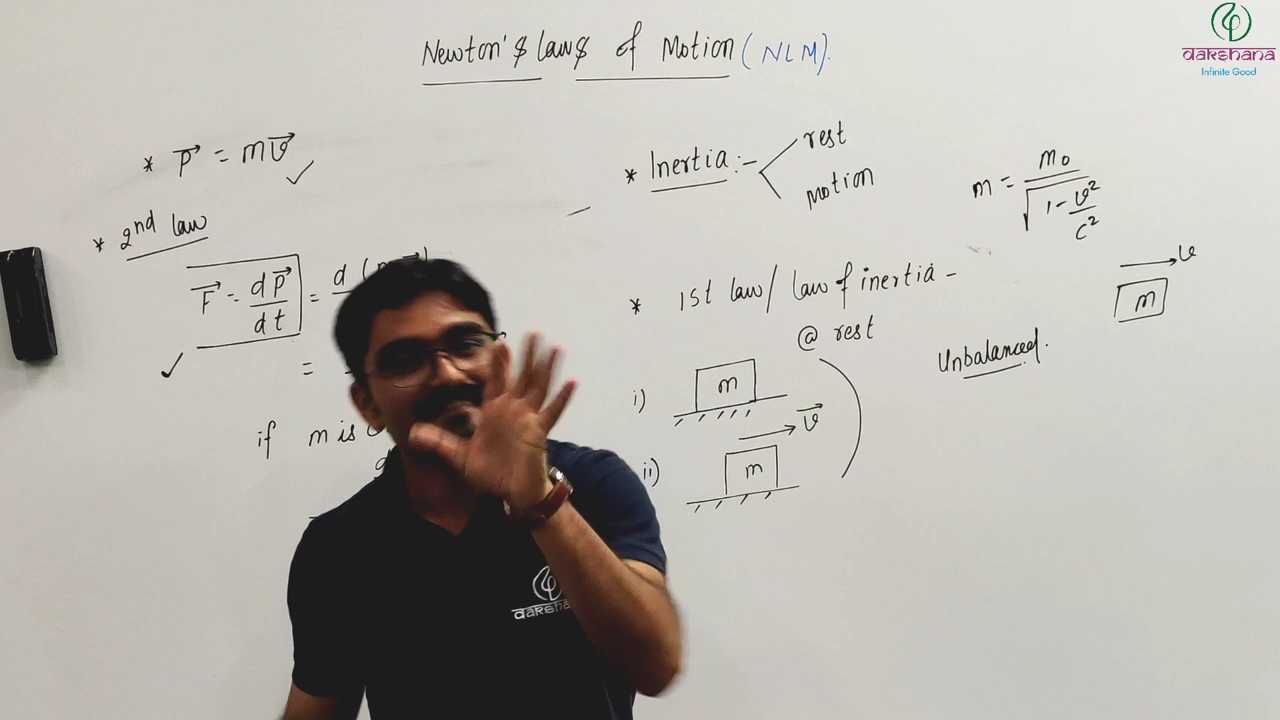 Newton's Laws of Motion (NLM).
* P⃗ = mv⃗ ✓
* 2nd law
F⃗ = dP⃗/dt = d (m
✓
=
if m is
* Inertia :- rest
motion
m = m₀/√(1 - v²/c²)
* 1st law / law of inertia -
@ rest
i) m
v⃗
ii) m
Unbalanced.
v
m
dakshana
Infinite Good